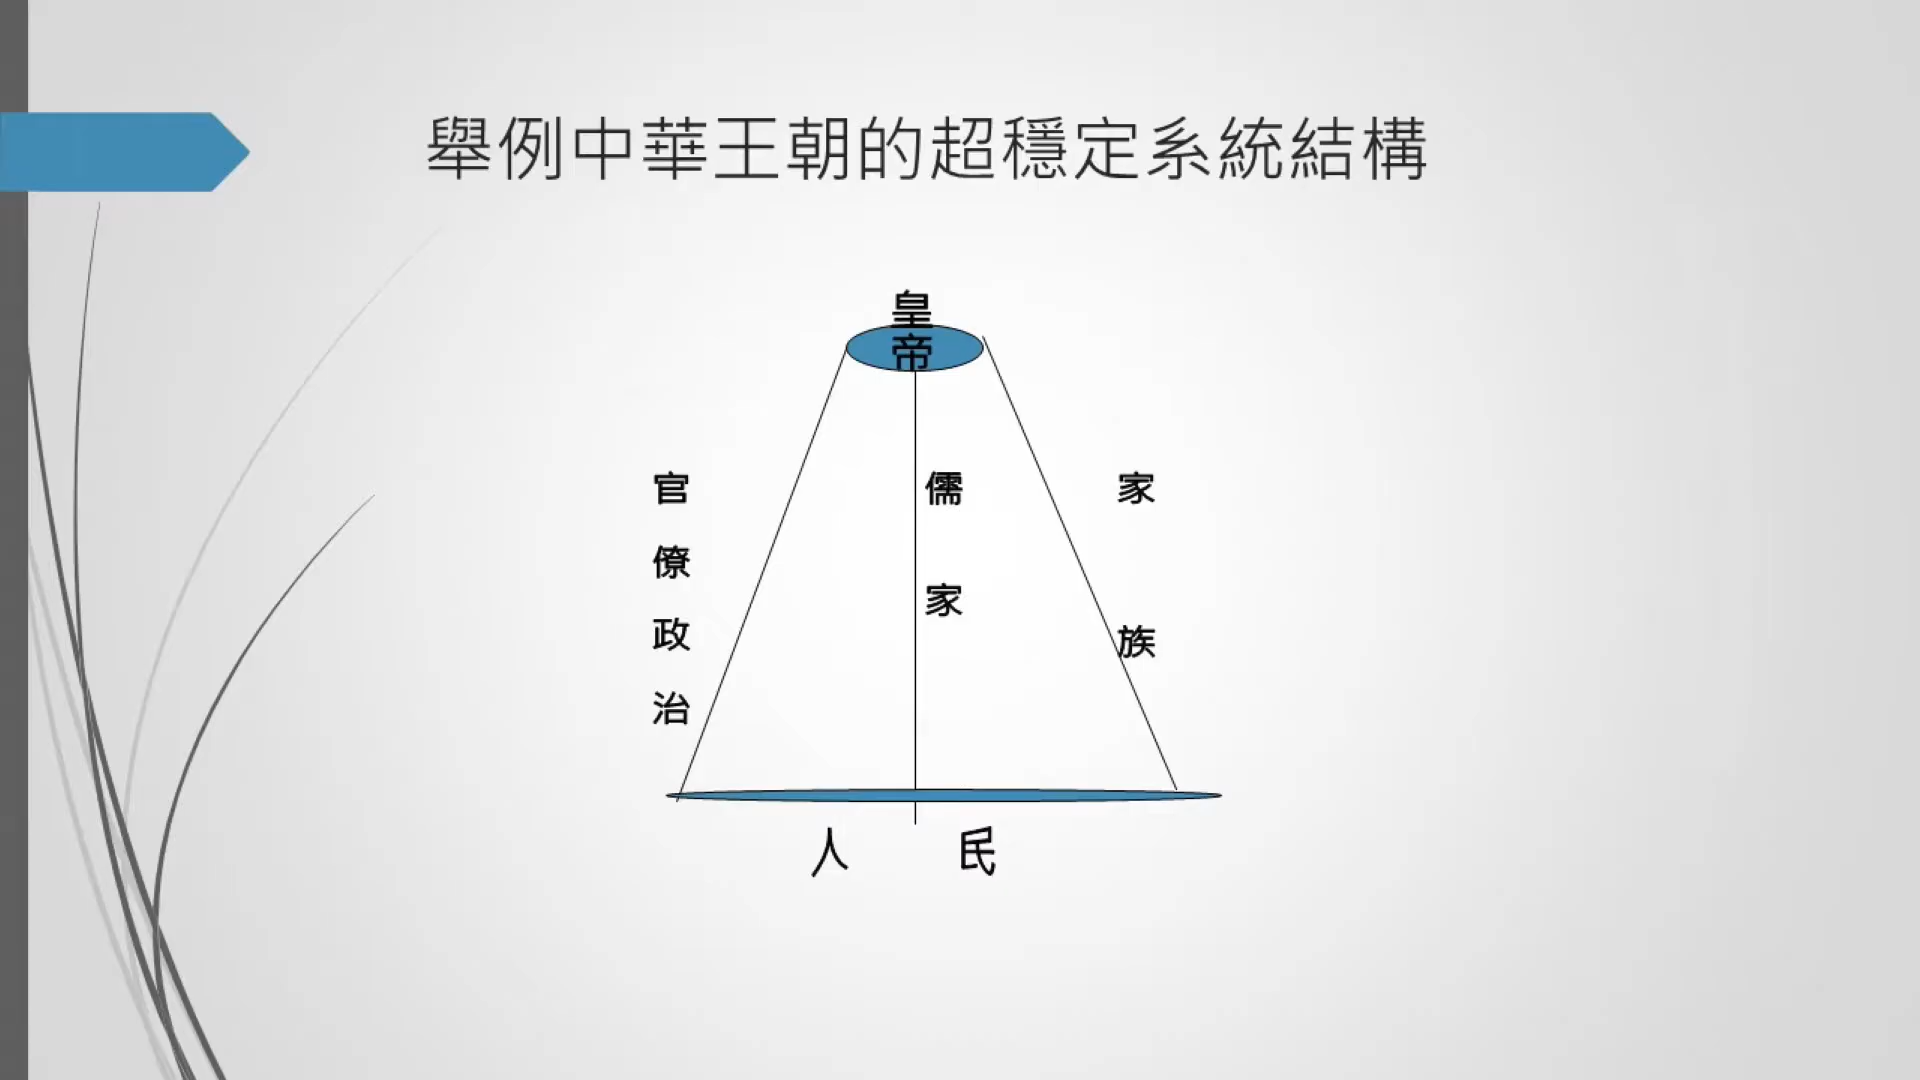 舉例中華王朝的超穩定系統結構
皇帝
官僚政治
儒家
家族
人民